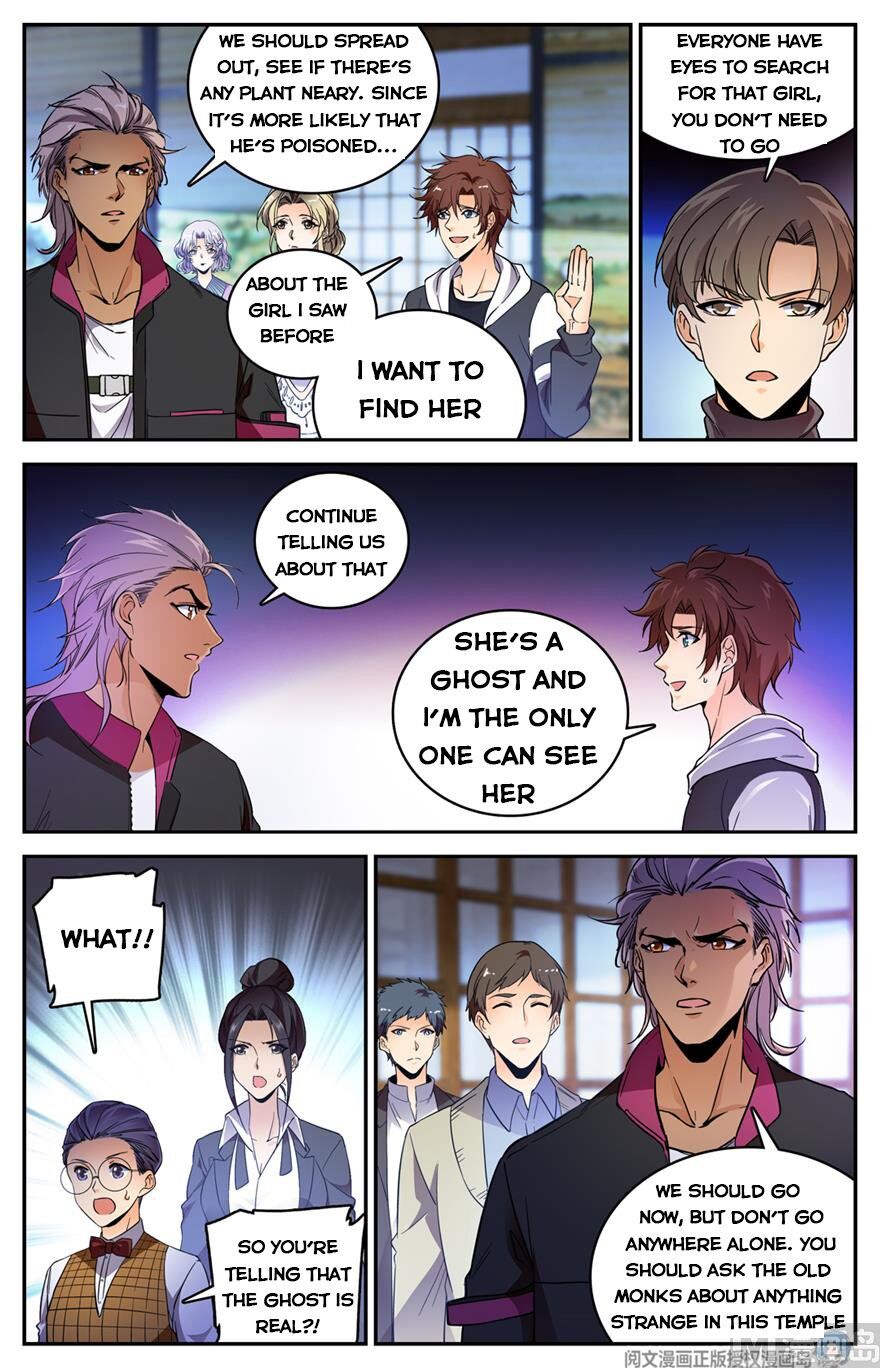 WE SHOULD SPREAD
OUT, SEE IF THERE'S
ANY PLANT NEARY. SINCE
IT'S MORE LIKELY THAT
HE'S POISONED...
ABOUT THE
GIRL I SAW
BEFORE
I WANT TO
FIND HER
EVERYONE HAVE
EYES TO SEARCH
FOR THAT GIRL,
YOU DON'T NEED
TO GO
CONTINUE
TELLING US
ABOUT THAT
SHE'S A
GHOST AND
I'M THE ONLY
ONE CAN SEE
HER
WHAT!!
SO YOU'RE
TELLING THAT
THE GHOST IS
REAL?!
WE SHOULD GO
NOW, BUT DON'T GO
ANYWHERE ALONE. YOU
SHOULD ASK THE OLD
MONKS ABOUT ANYTHING
STRANGE IN THIS TEMPLE
阅文漫画正版授权漫画岛